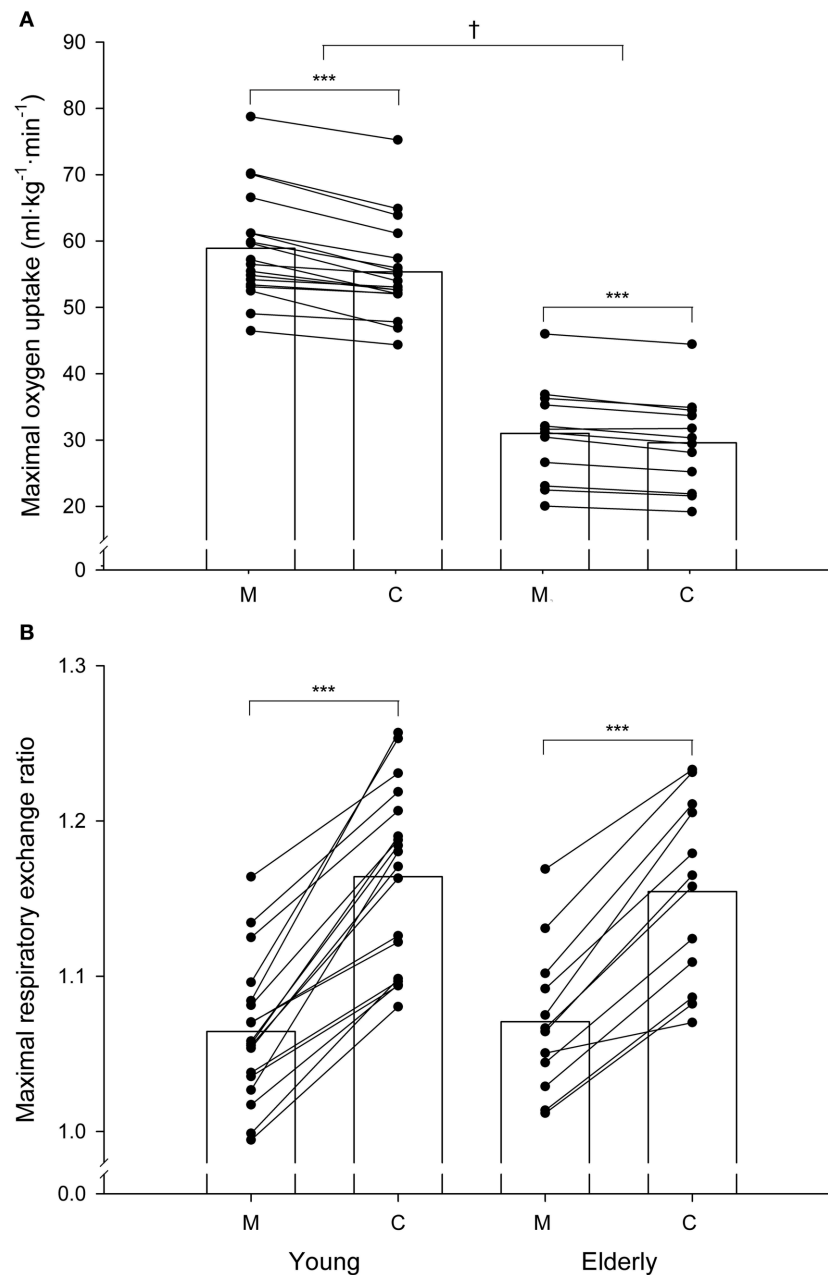 A
Maximal oxygen uptake (ml·kg⁻¹·min⁻¹)
90
80
70
60
50
40
30
20
0
†
***
***
M
C
M
C
B
Maximal respiratory exchange ratio
1.3
1.2
1.1
1.0
0.0
***
***
M
C
M
C
Young
Elderly